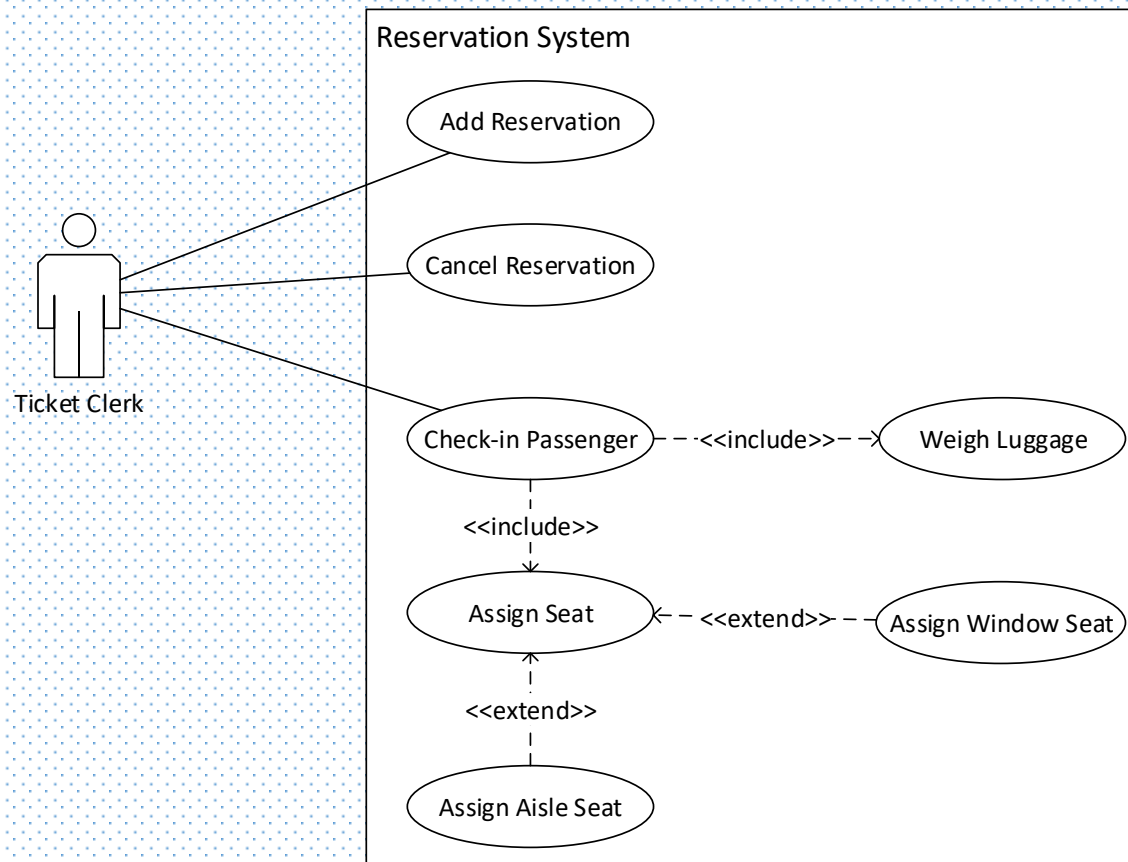 Reservation System
Add Reservation
Cancel Reservation
Ticket Clerk
Check-in Passenger
<<include>>
Weigh Luggage
<<include>>
Assign Seat
<<extend>>
Assign Window Seat
<<extend>>
Assign Aisle Seat